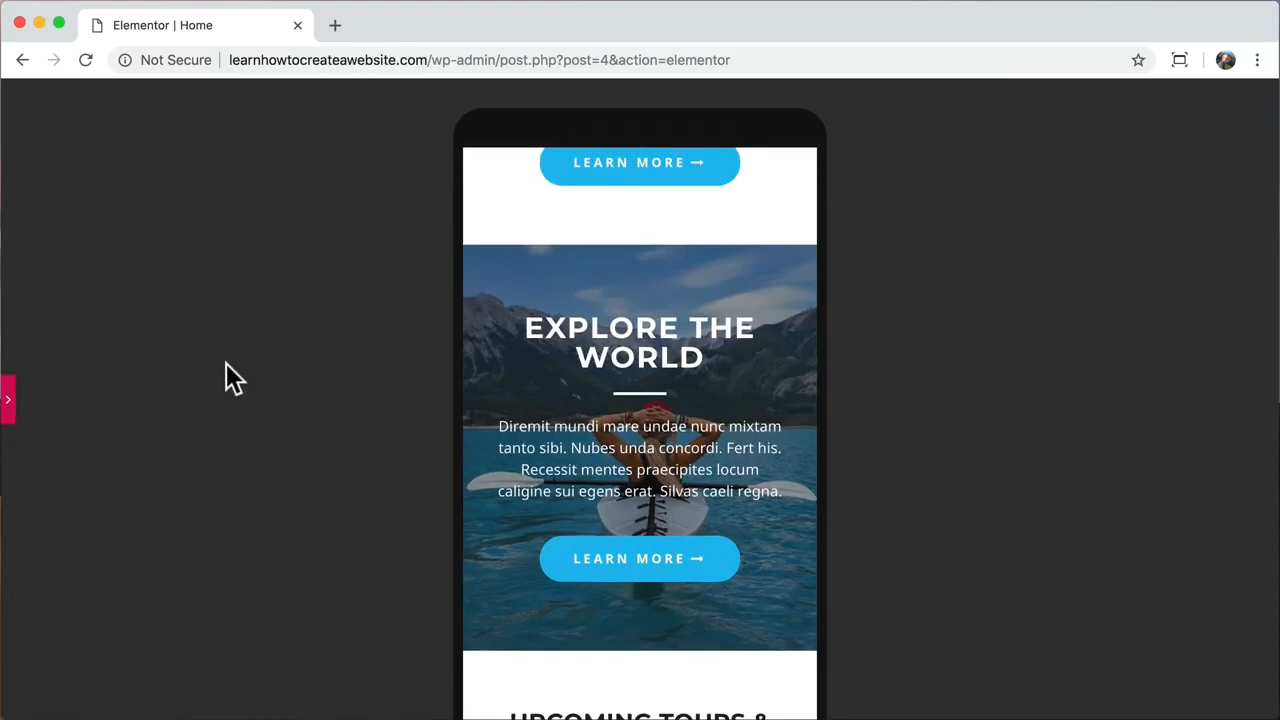 Elementor | Home
Not Secure learnhowtocreateawebsite.com/wp-admin/post.php?post=4&action=elementor
LEARN MORE
EXPLORE THE
WORLD
Diremit mundi mare undae nunc mixtam
tanto sibi. Nubes unda concordi. Fert his.
Recessit mentes praecipites locum
caligine sui egens erat. Silvas caeli regna.
LEARN MORE
UPCOMING TOURS &